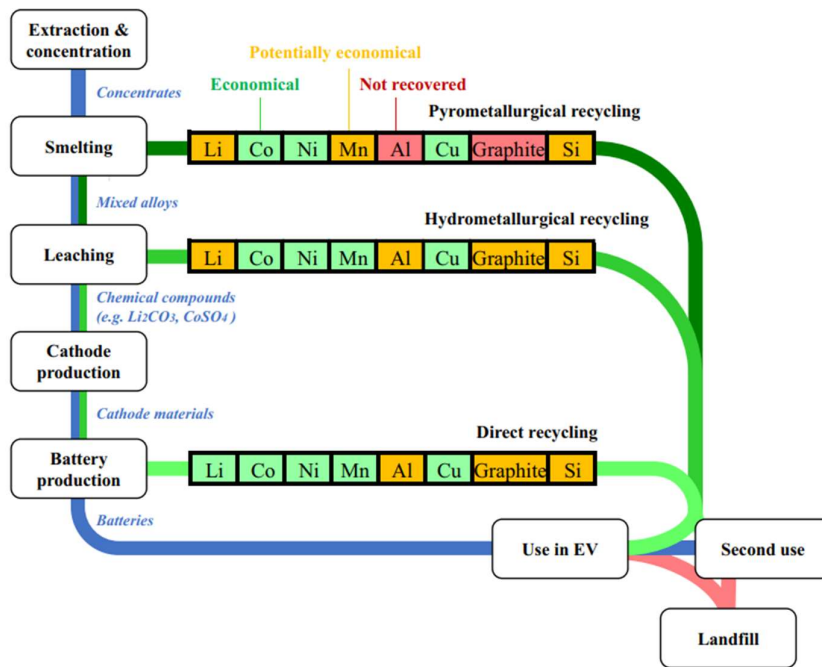 Extraction &
concentration
Potentially economical
Economical
Not recovered
Concentrates
Pyrometallurgical recycling
Smelting
Li Co Ni Mn Al Cu Graphite Si
Mixed alloys
Hydrometallurgical recycling
Leaching
Li Co Ni Mn Al Cu Graphite Si
Chemical compounds
(e.g. Li₂CO₃, CoSO₄ )
Cathode
production
Cathode materials
Direct recycling
Battery
production
Li Co Ni Mn Al Cu Graphite Si
Batteries
Use in EV
Second use
Landfill